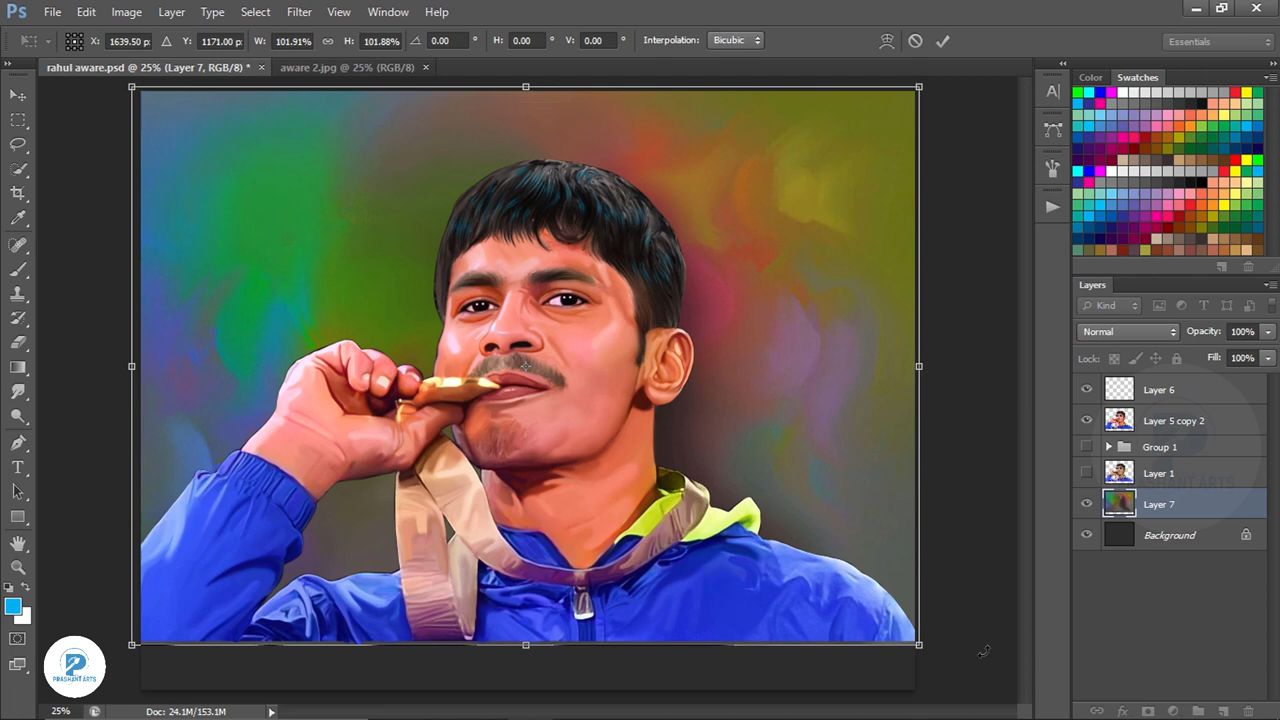 Ps File Edit Image Layer Type Select Filter View Window Help
X: 1639.50 p: Y: 1171.00 p: W: 101.91% H: 101.88% 0.00 ° H: 0.00 ° V: 0.00 ° Interpolation: Bicubic Essentials
rahul aware.psd @ 25% (Layer 7, RGB/8) * × aware 2.jpg @ 25% (RGB/8) ×
Color Swatches
Layers
Kind
Normal Opacity: 100%
Lock: Fill: 100%
Layer 6
Layer 5 copy 2
Group 1
Layer 1
Layer 7
Background
PRASHANT ARTS
25% Doc: 24.1M/153.1M